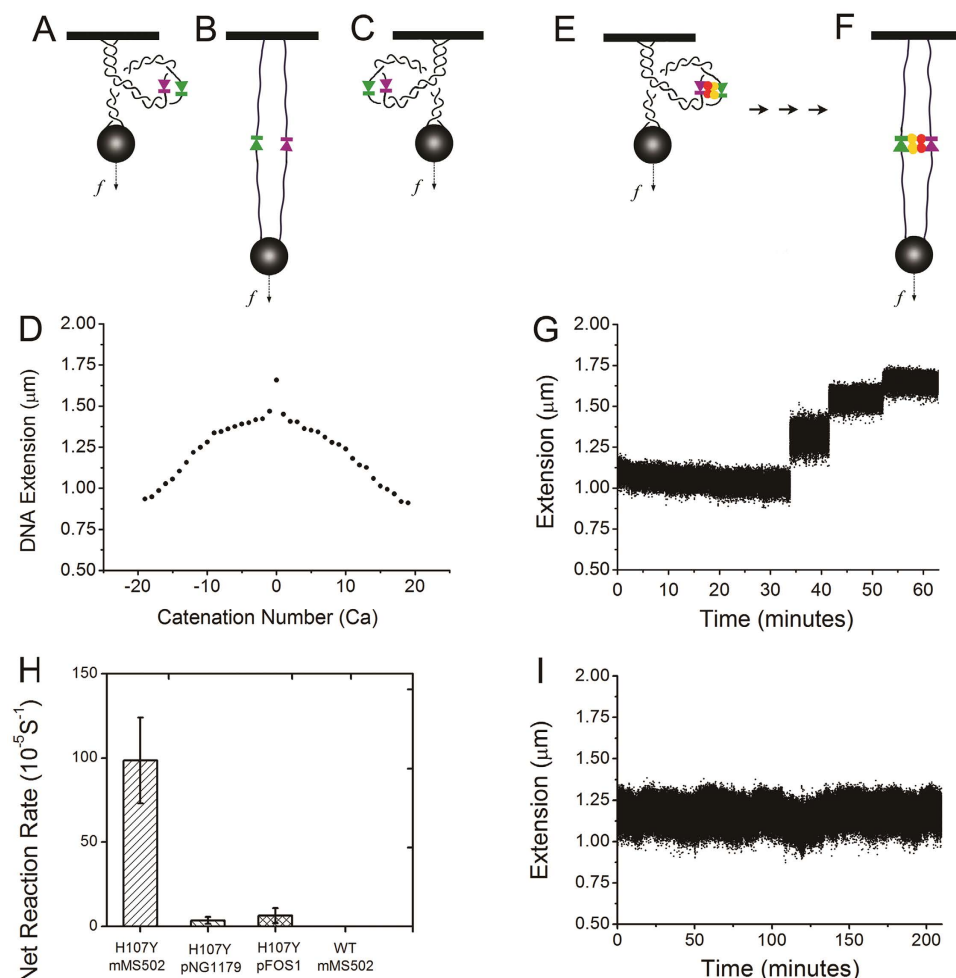 A
B
C
E
F
f
f
f
f
f
D
2.00
1.75
1.50
1.25
1.00
0.75
0.50
DNA Extension (μm)
-20 -10 0 10 20
Catenation Number (Ca)
G
2.00
1.75
1.50
1.25
1.00
0.75
0.50
Extension (μm)
0 10 20 30 40 50 60
Time (minutes)
H
150
100
50
0
Net Reaction Rate (10⁻⁵S⁻¹)
H107Y H107Y H107Y WT
mMS502 pNG1179 pFOS1 mMS502
I
2.00
1.75
1.50
1.25
1.00
0.75
0.50
Extension (μm)
0 50 100 150 200
Time (minutes)